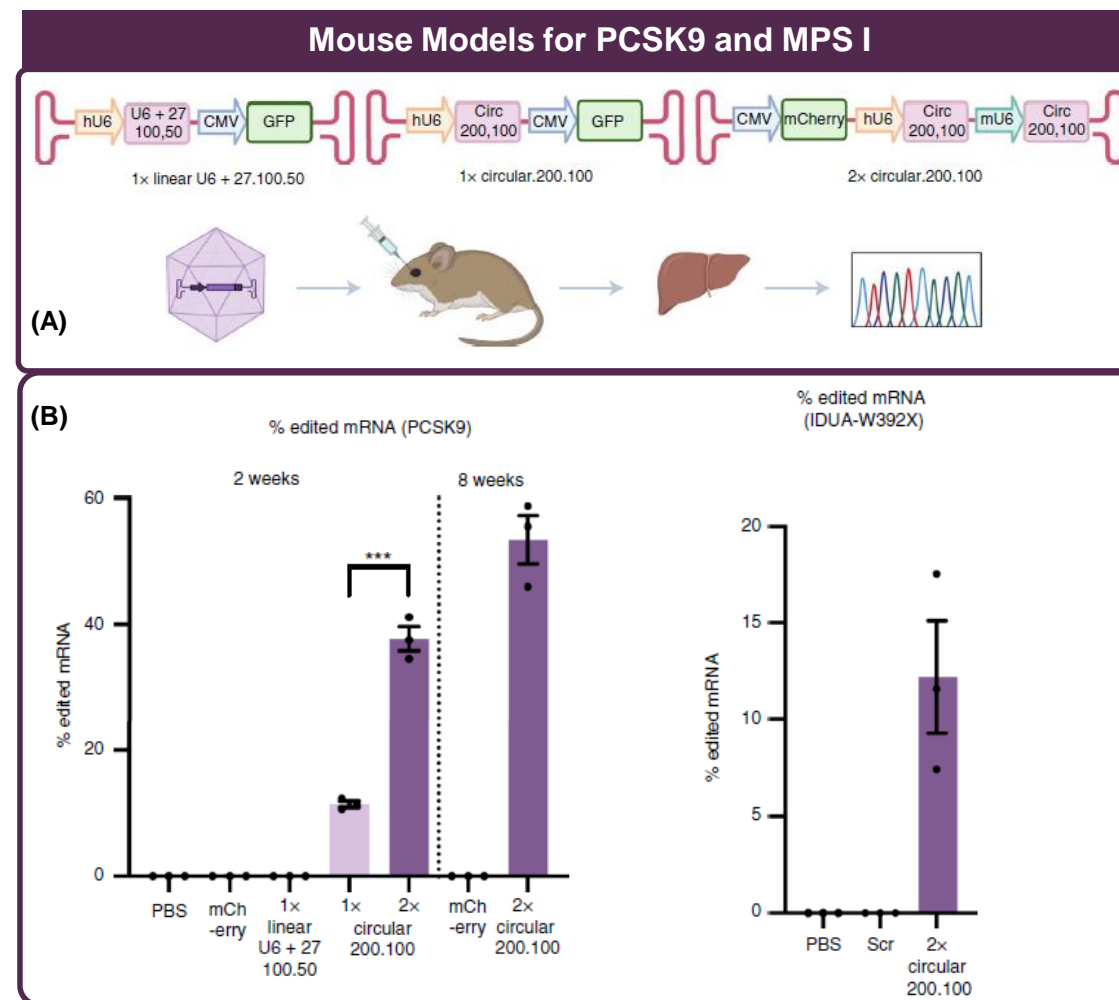 Mouse Models for PCSK9 and MPS I
hU6
U6 + 27
100,50
CMV
GFP
hU6
Circ
200,100
CMV
GFP
CMV
mCherry
hU6
Circ
200,100
mU6
Circ
200,100
1× linear U6 + 27.100.50
1× circular.200.100
2× circular.200.100
(A)
(B)
% edited mRNA (PCSK9)
2 weeks
8 weeks
% edited mRNA
60
40
20
0
***
PBS
mCh
-erry
1×
linear
U6 + 27
100.50
1×
2×
circular
200.100
mCh
-erry
2×
circular
200.100
% edited mRNA
(IDUA-W392X)
% edited mRNA
20
15
10
5
0
PBS
Scr
2×
circular
200.100